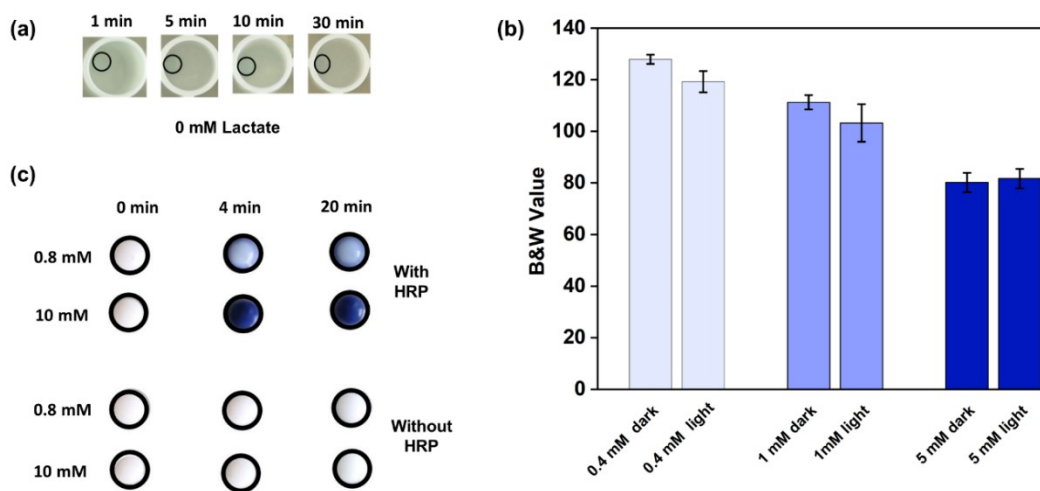 (a)
1 min 5 min 10 min 30 min
0 mM Lactate
(c)
0 min 4 min 20 min
0.8 mM
With
HRP
10 mM
0.8 mM
Without
HRP
10 mM
(b)
B&W Value
140
120
100
80
60
40
20
0
0.4 mM dark
0.4 mM light
1 mM dark
1mM light
5 mM dark
5 mM light